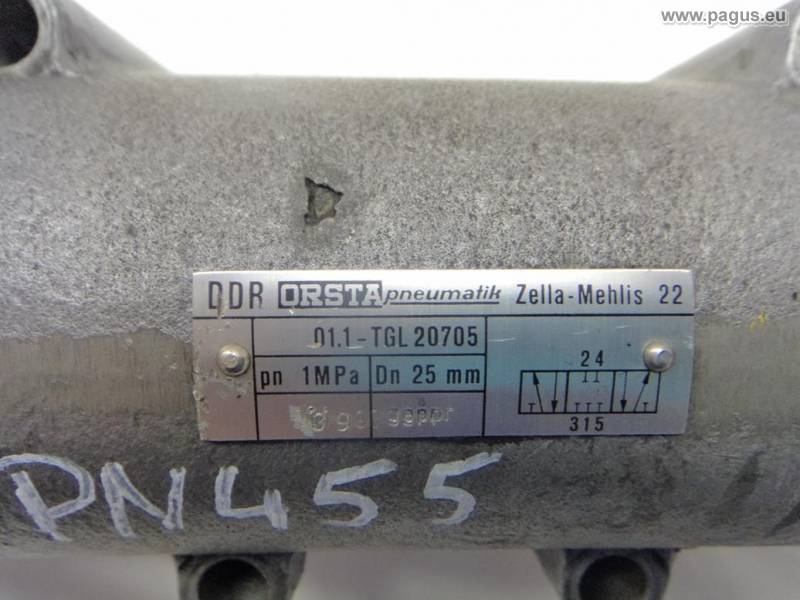 www.pagus.eu
DDR ORSTA pneumatik Zella-Mehlis 22
01.1-TGL 20705
pn 1MPa Dn 25 mm
24
315
gepr
PN455